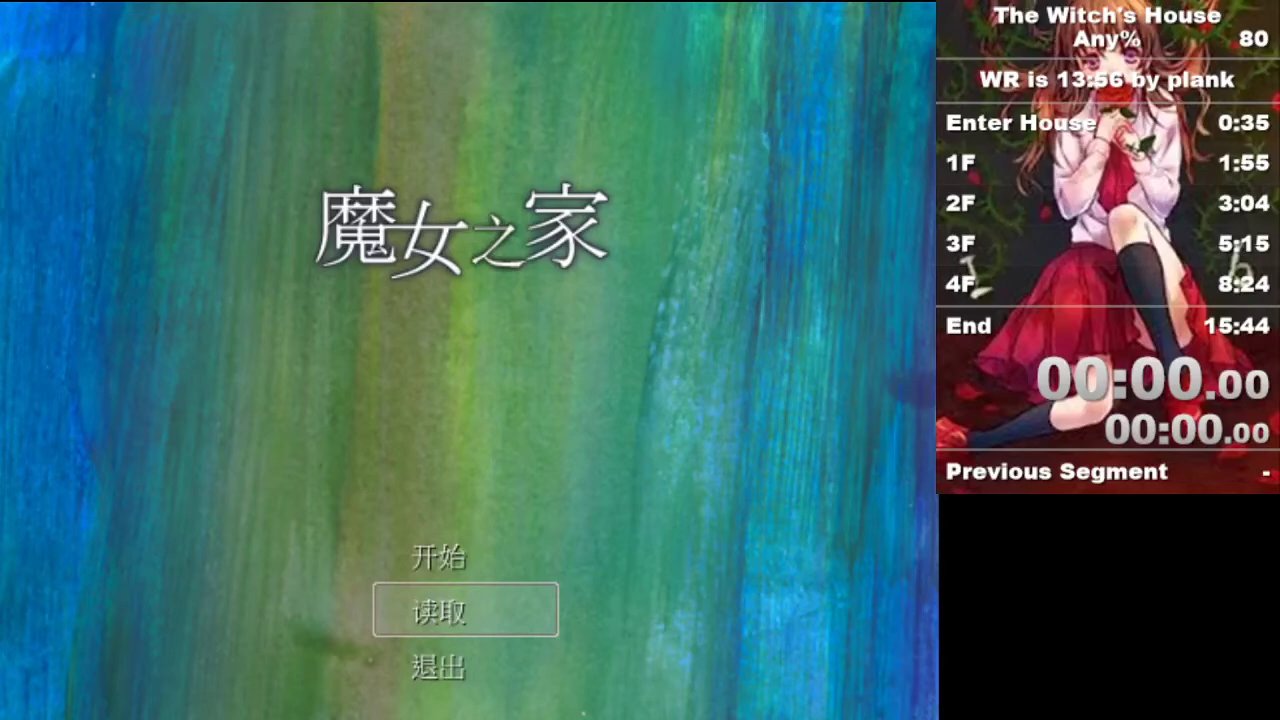 魔女之家
开始
读取
退出
The Witch's House
Any% 80
WR is 13:56 by plank
Enter House 0:35
1F 1:55
2F 3:04
3F 5:15
4F 8:24
End 15:44
00:00.00
00:00.00
Previous Segment -